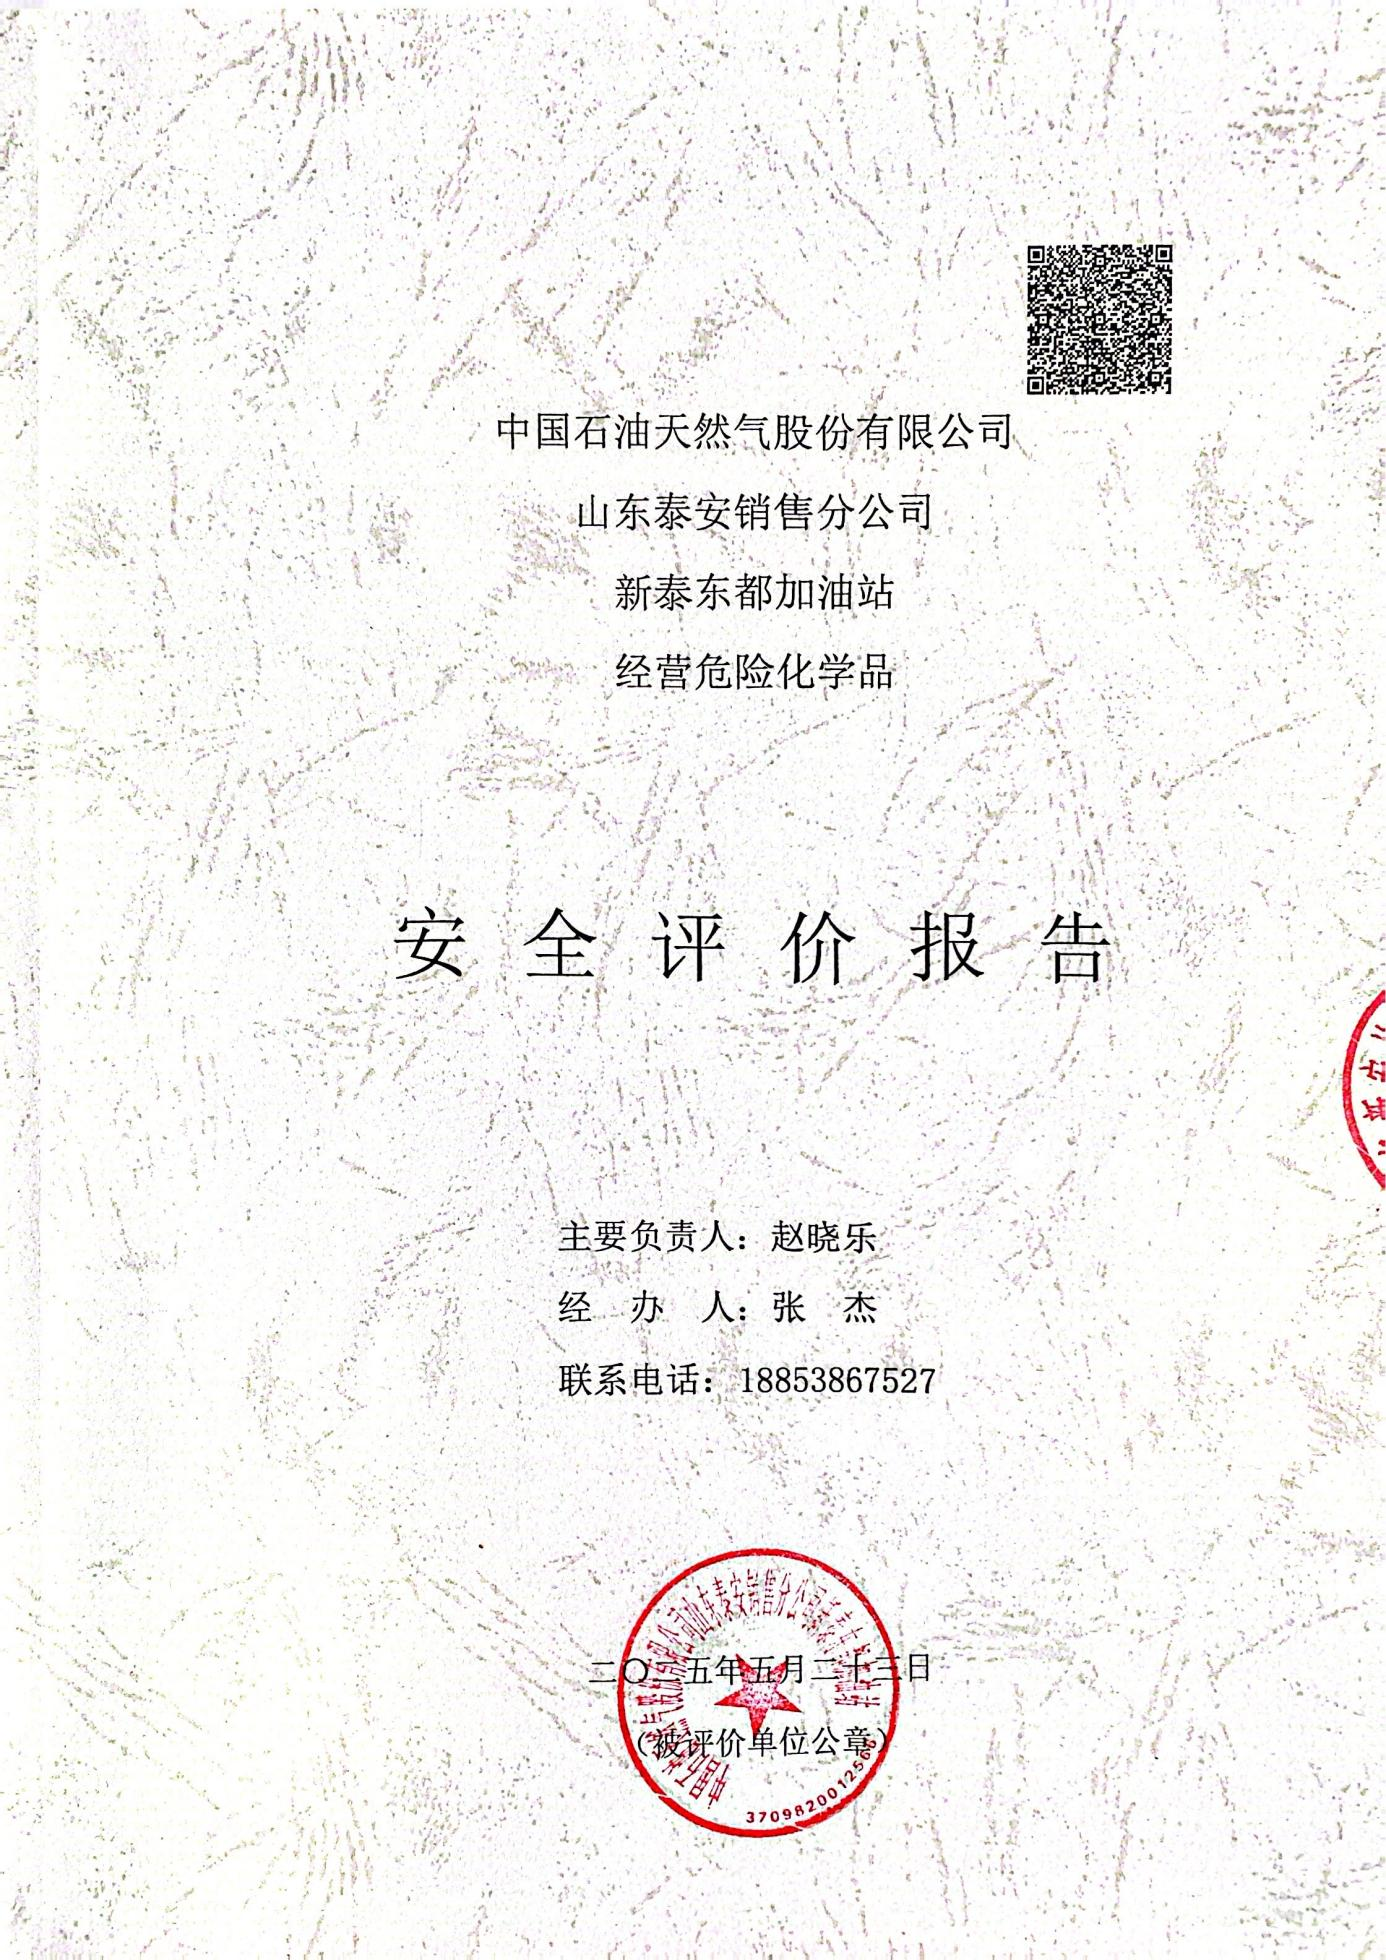 中国石油天然气股份有限公司
山东泰安销售分公司
新泰东都加油站
经营危险化学品
安全评价报告
主要负责人：赵晓乐
经　办　人：张　杰
联系电话：18853867527
二〇二五年五月二十三日
（被评价单位公章）
3709820012566